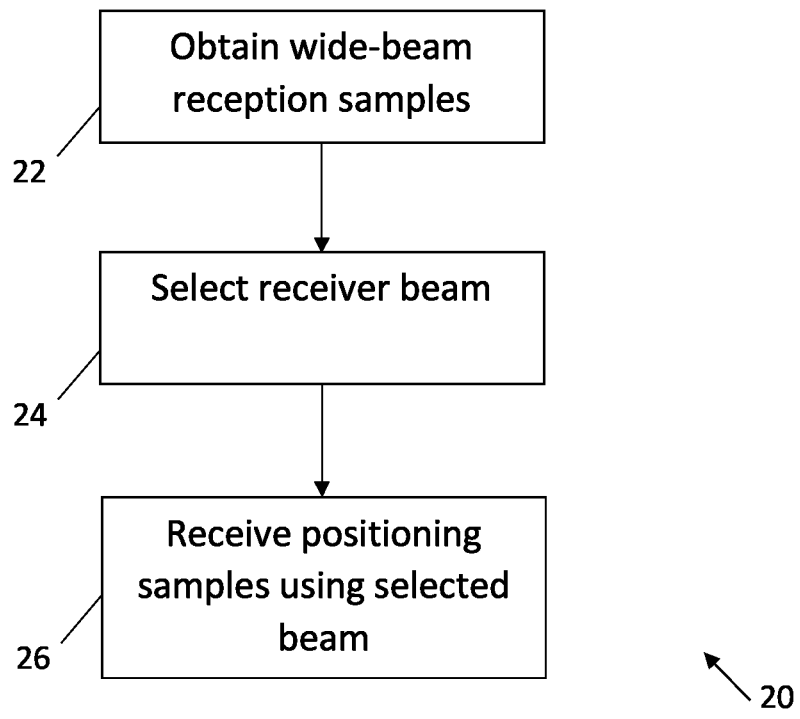 Obtain wide-beam
reception samples
22
Select receiver beam
24
Receive positioning
samples using selected
beam
26
20